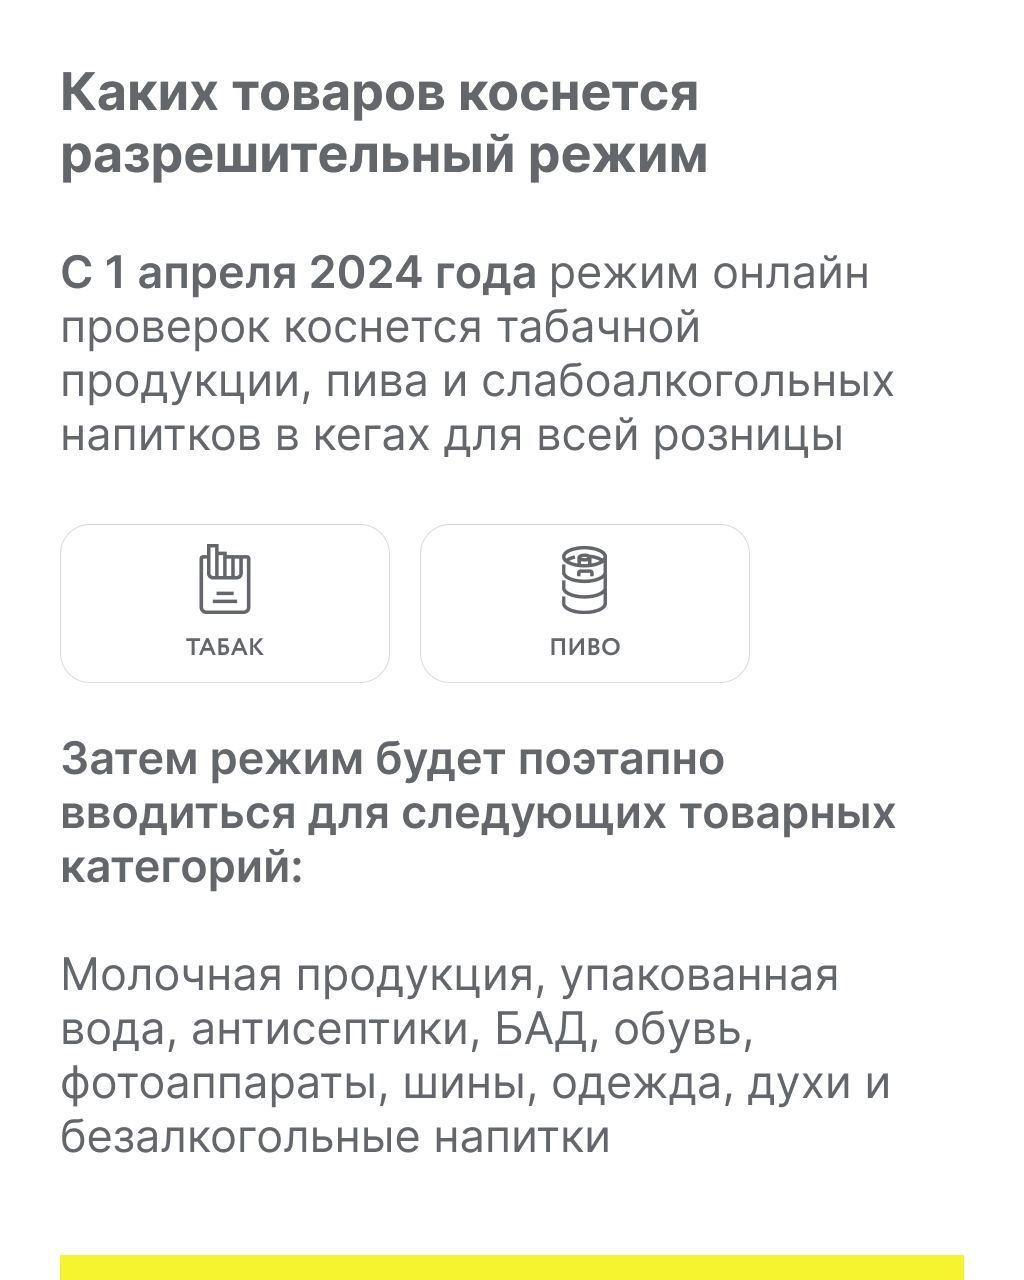 Каких товаров коснется
разрешительный режим
С 1 апреля 2024 года режим онлайн
проверок коснется табачной
продукции, пива и слабоалкогольных
напитков в кегах для всей розницы
ТАБАК
ПИВО
Затем режим будет поэтапно
вводиться для следующих товарных
категорий:
Молочная продукция, упакованная
вода, антисептики, БАД, обувь,
фотоаппараты, шины, одежда, духи и
безалкогольные напитки